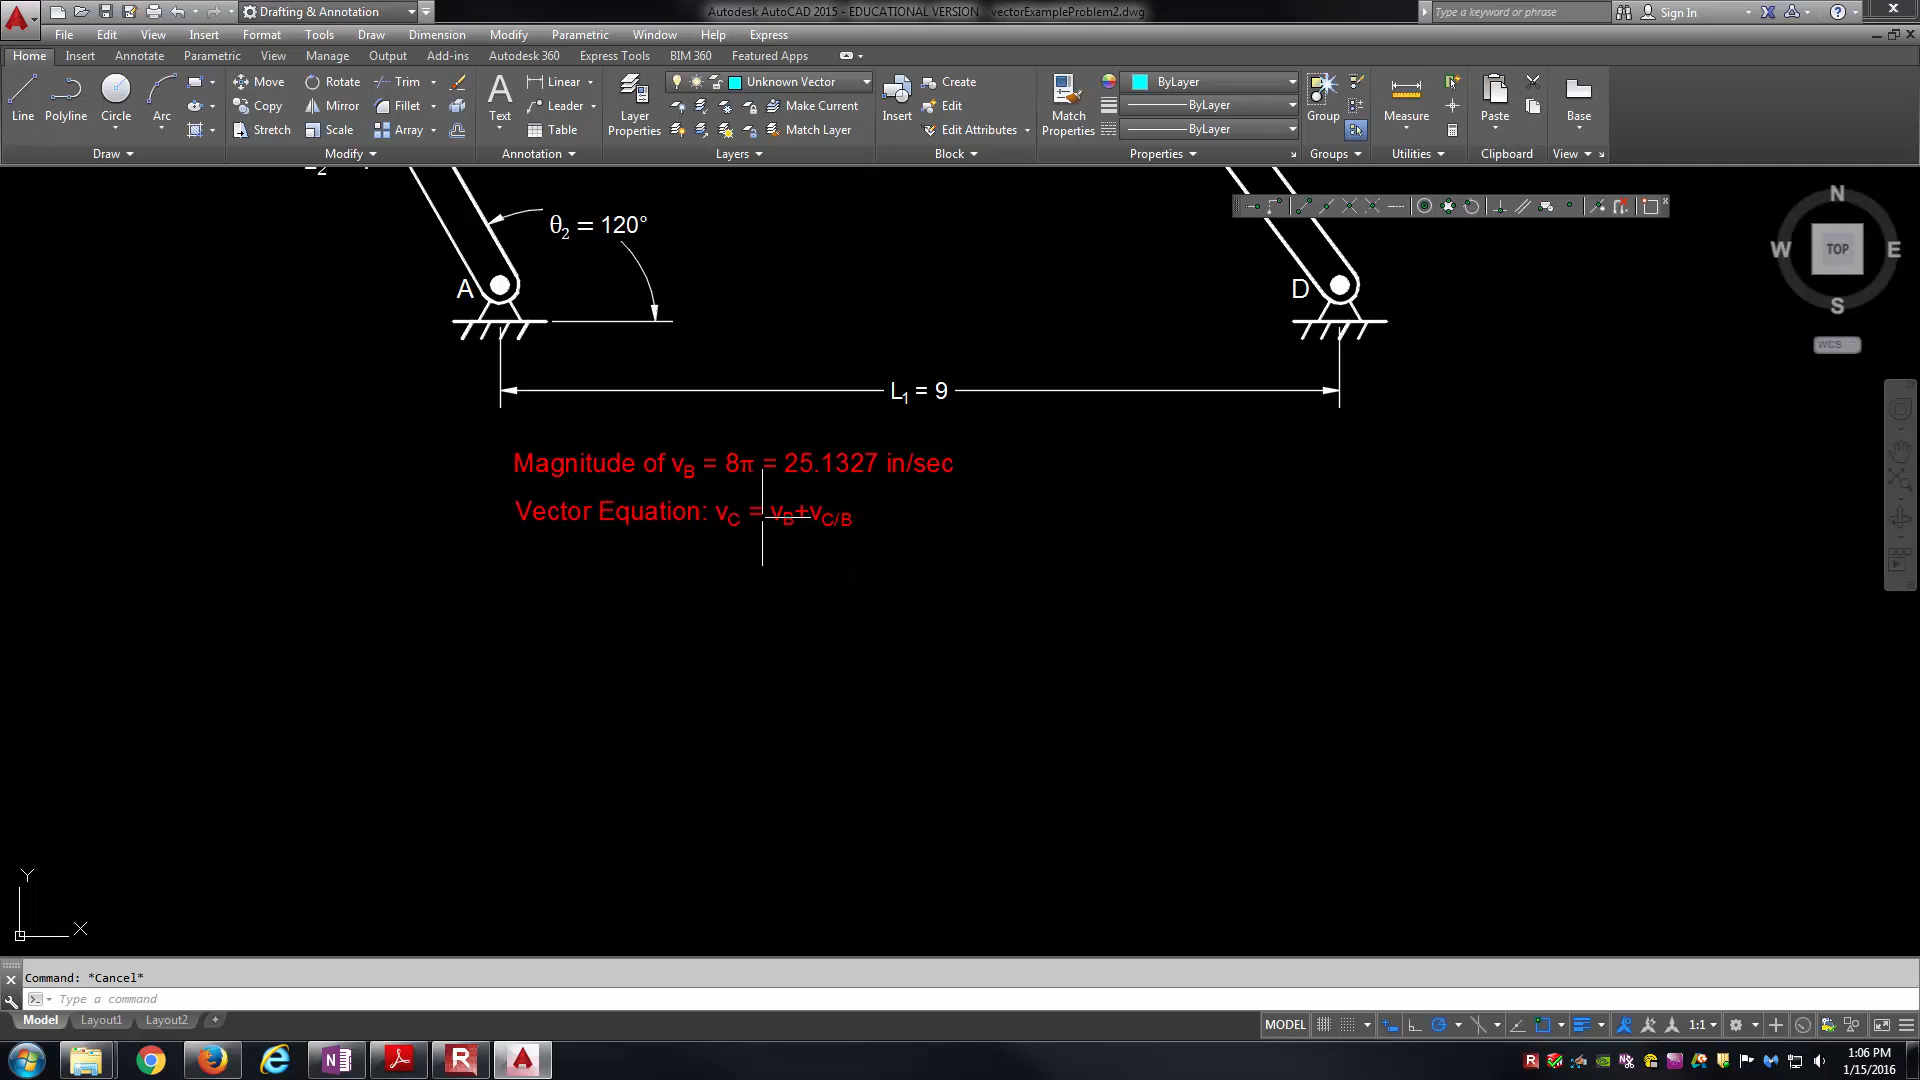 Drafting & Annotation
Autodesk AutoCAD 2015 - EDUCATIONAL VERSION vectorExampleProblem2.dwg
Type a keyword or phrase
Sign In
File Edit View Insert Format Tools Draw Dimension Modify Parametric Window Help Express
Home Insert Annotate Parametric View Manage Output Add-ins Autodesk 360 Express Tools BIM 360 Featured Apps
Line Polyline Circle Arc
Move Rotate Trim
Copy Mirror Fillet
Stretch Scale Array
Text
Linear
Leader
Table
Layer Properties
Unknown Vector
Make Current
Match Layer
Insert
Create
Edit
Edit Attributes
Match Properties
ByLayer
ByLayer
ByLayer
Group
Measure
Paste
Base
Draw Modify Annotation Layers Block Properties Groups Utilities Clipboard View
θ2 = 120°
A
D
L1 = 9
Magnitude of vB = 8π = 25.1327 in/sec
Vector Equation: vC = vB+vC/B
N
W TOP E
S
WCS
Y
X
Command: *Cancel*
Type a command
Model Layout1 Layout2 +
MODEL
1:1
1:06 PM
1/15/2016